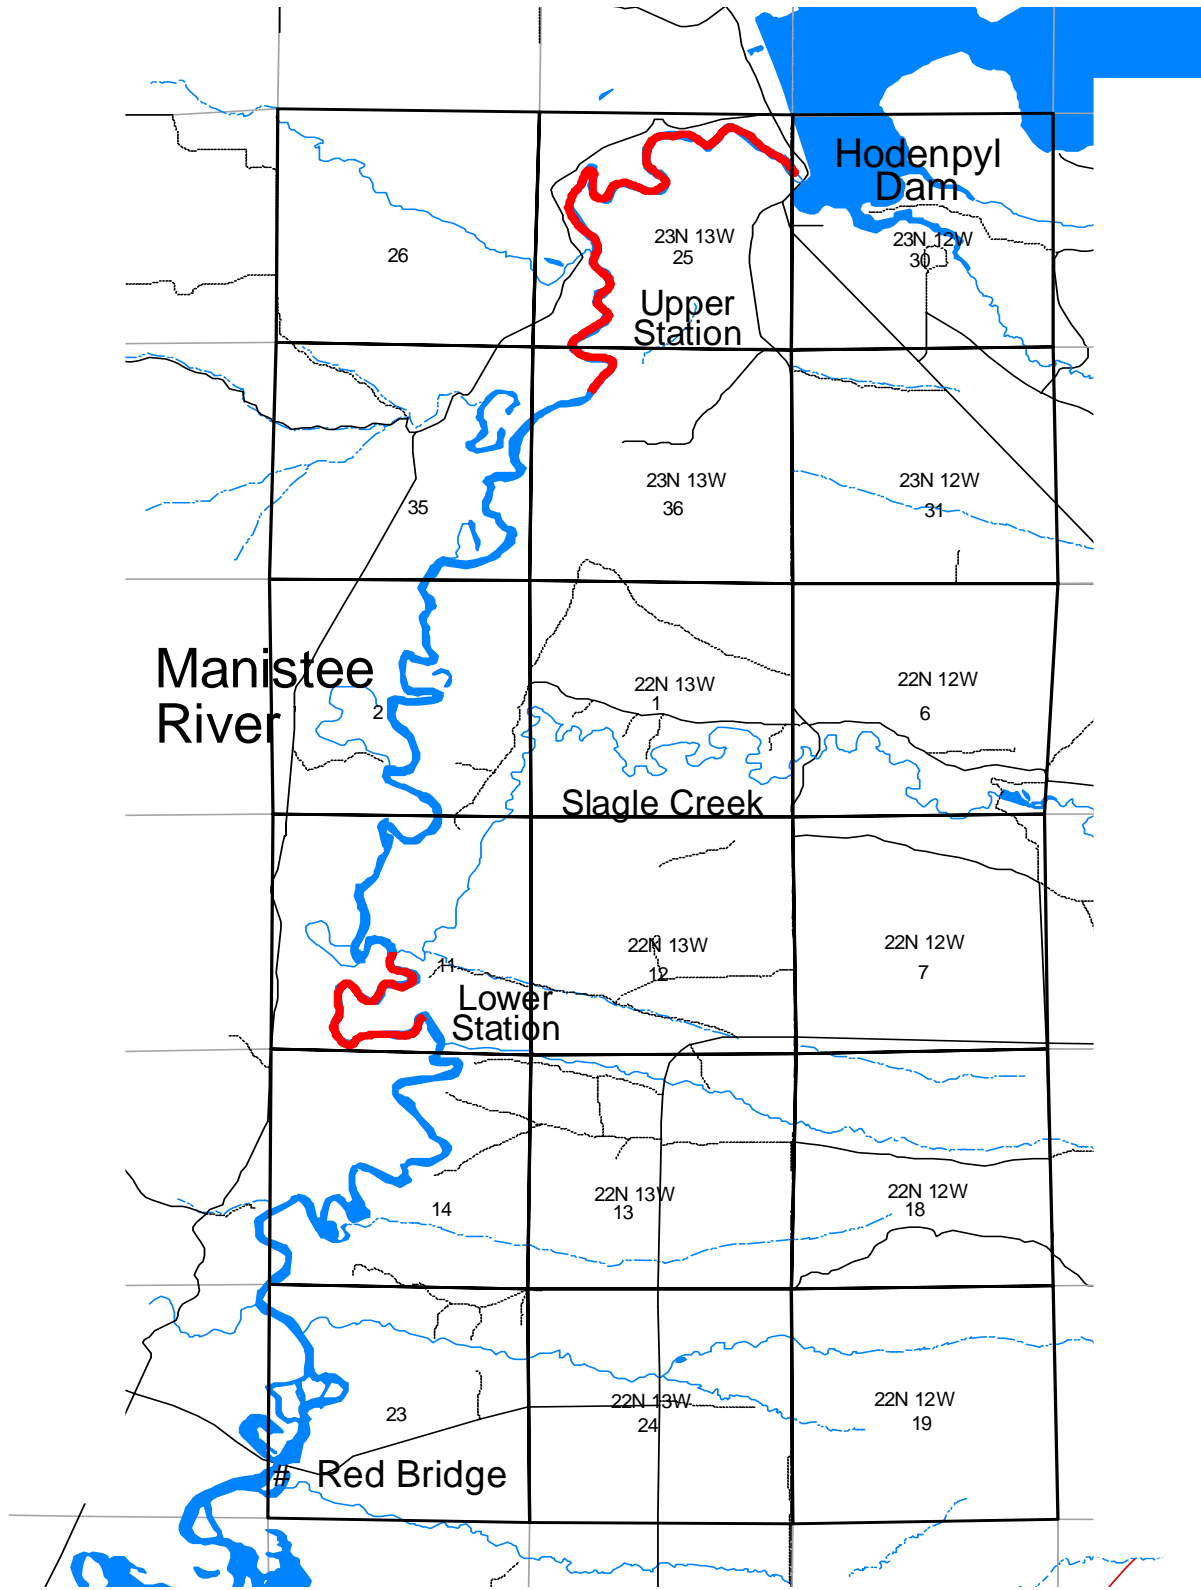 Hodenpyl
Dam
23N 13W
25
23N 12W
30
26
Upper
Station
23N 13W
36
23N 12W
31
35
Manistee
River
2
22N 13W
1
22N 12W
6
Slagle Creek
22N 13W
12
22N 12W
7
11
Lower
Station
22N 13W
13
22N 12W
18
14
22N 13W
24
22N 12W
19
23
# Red Bridge